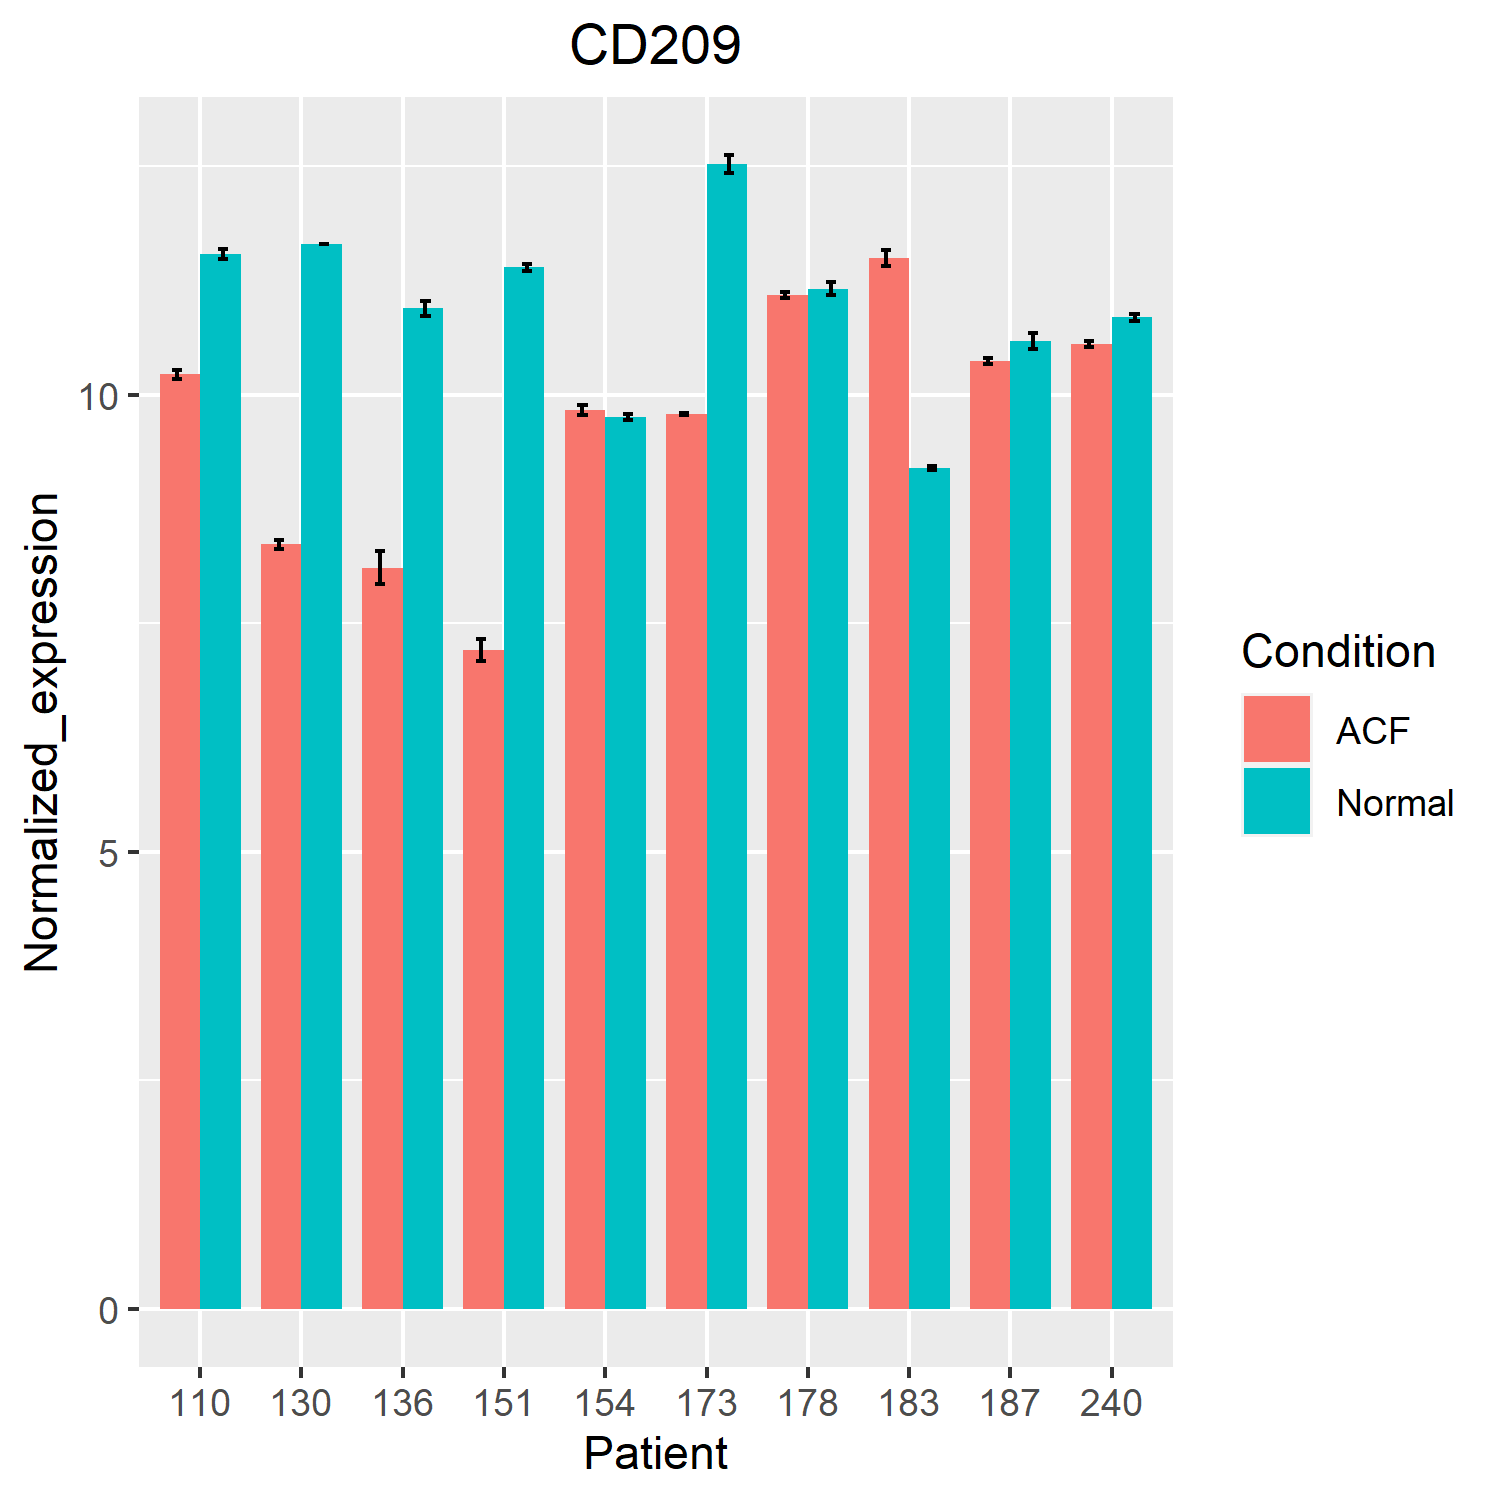 CD209
Normalized_expression
10
5
0
110 130 136 151 154 173 178 183 187 240
Patient
Condition
ACF
Normal